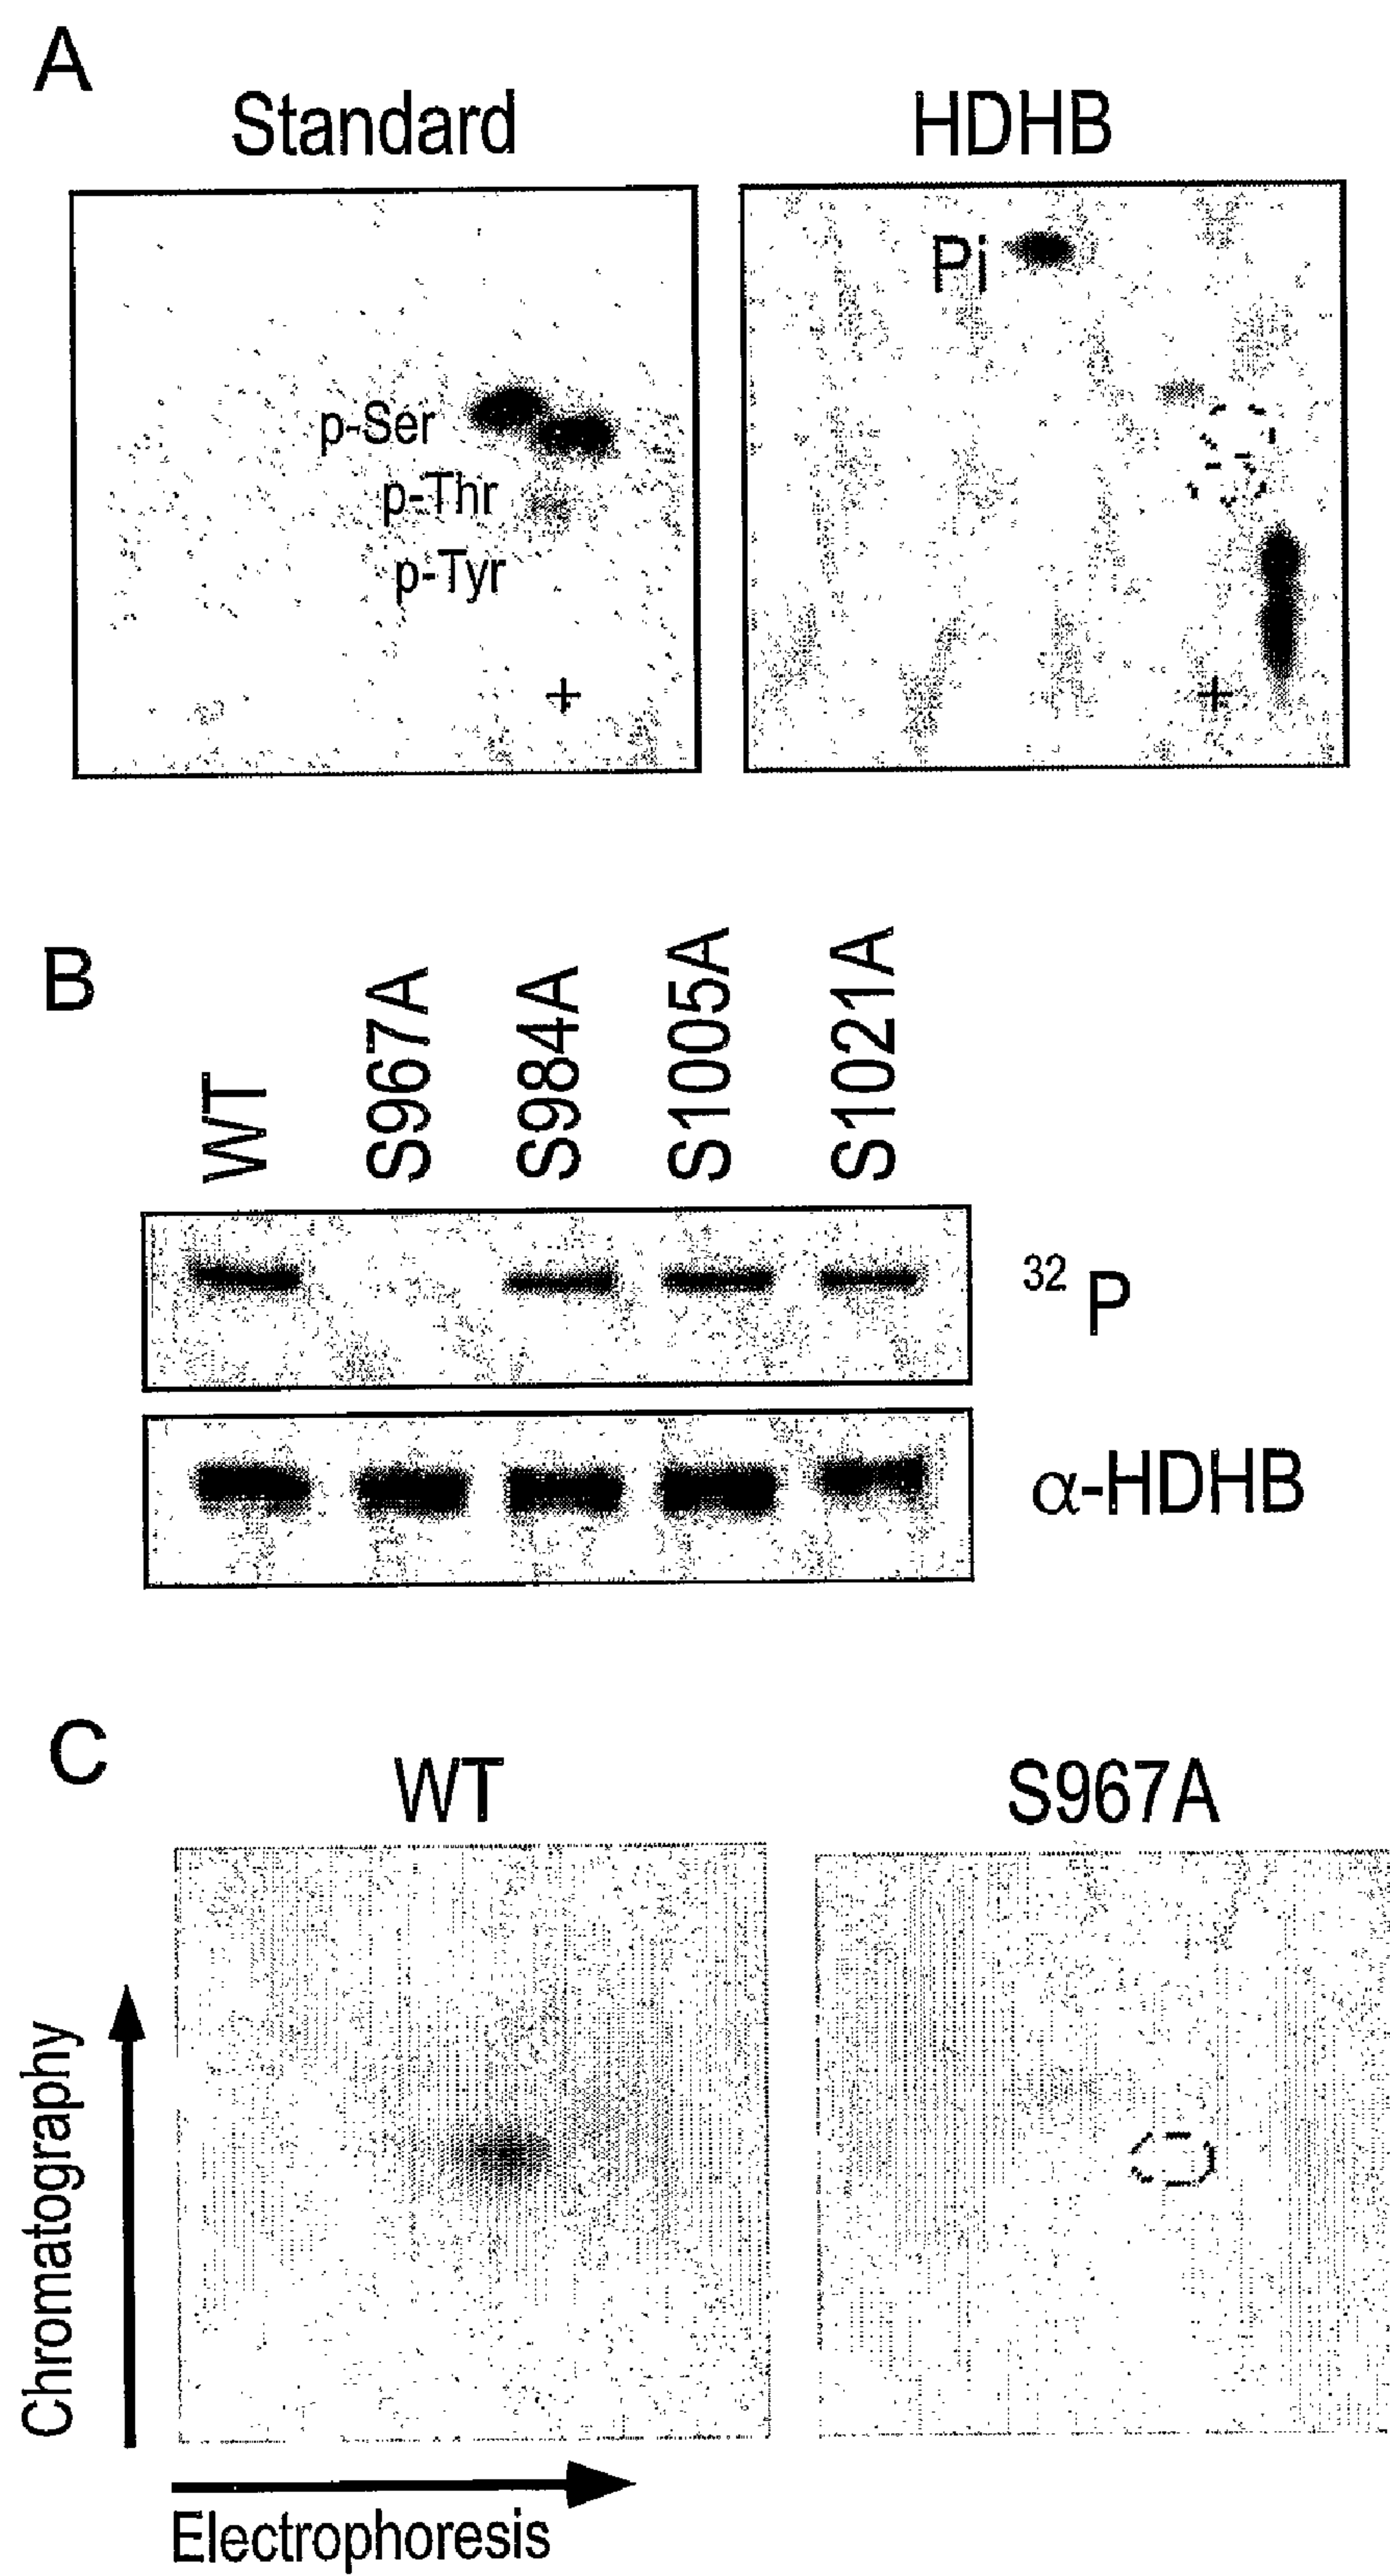 A
Standard
HDHB
Pi
p-Ser
p-Thr
p-Tyr
+
+
B
WT
S967A
S984A
S1005A
S1021A
32 P
α-HDHB
C
WT
S967A
Chromatography
Electrophoresis